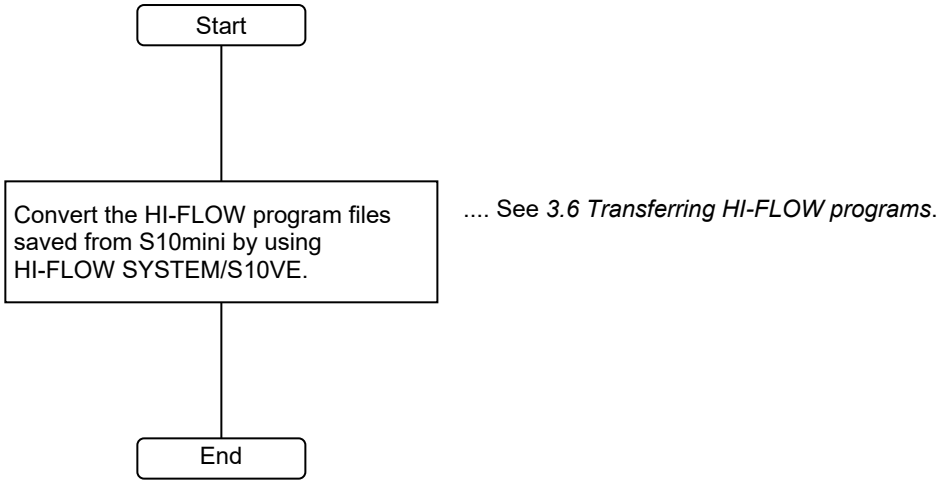 Start
Convert the HI-FLOW program files
saved from S10mini by using
HI-FLOW SYSTEM/S10VE.
.... See 3.6 Transferring HI-FLOW programs.
End